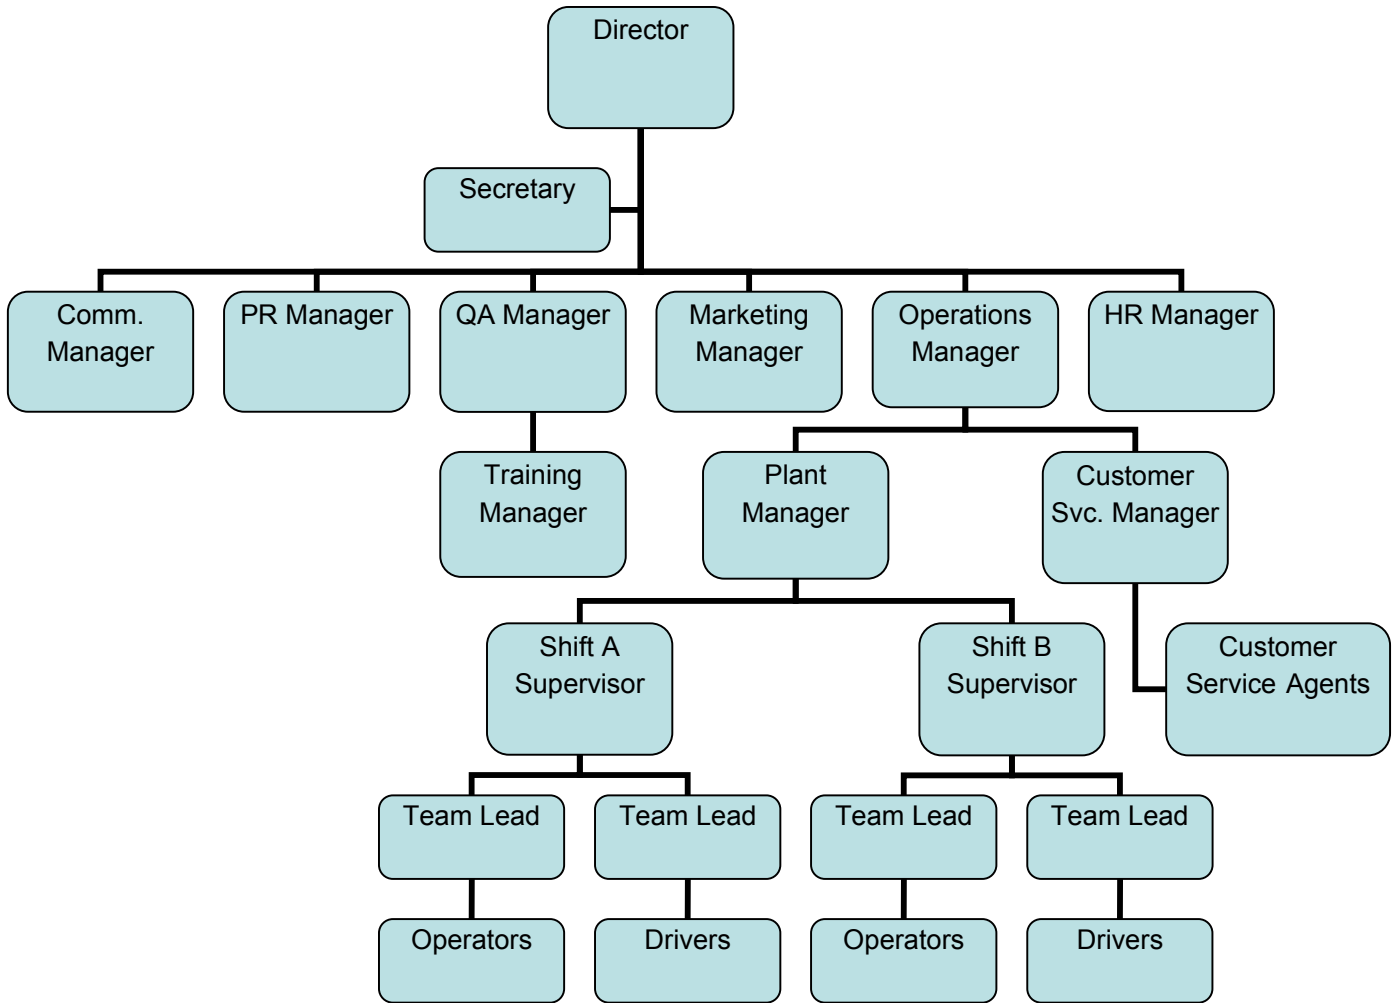 Director
Secretary
Comm.
Manager
PR Manager
QA Manager
Marketing
Manager
Operations
Manager
HR Manager
Training
Manager
Plant
Manager
Customer
Svc. Manager
Shift A
Supervisor
Shift B
Supervisor
Customer
Service Agents
Team Lead
Team Lead
Team Lead
Team Lead
Operators
Drivers
Operators
Drivers